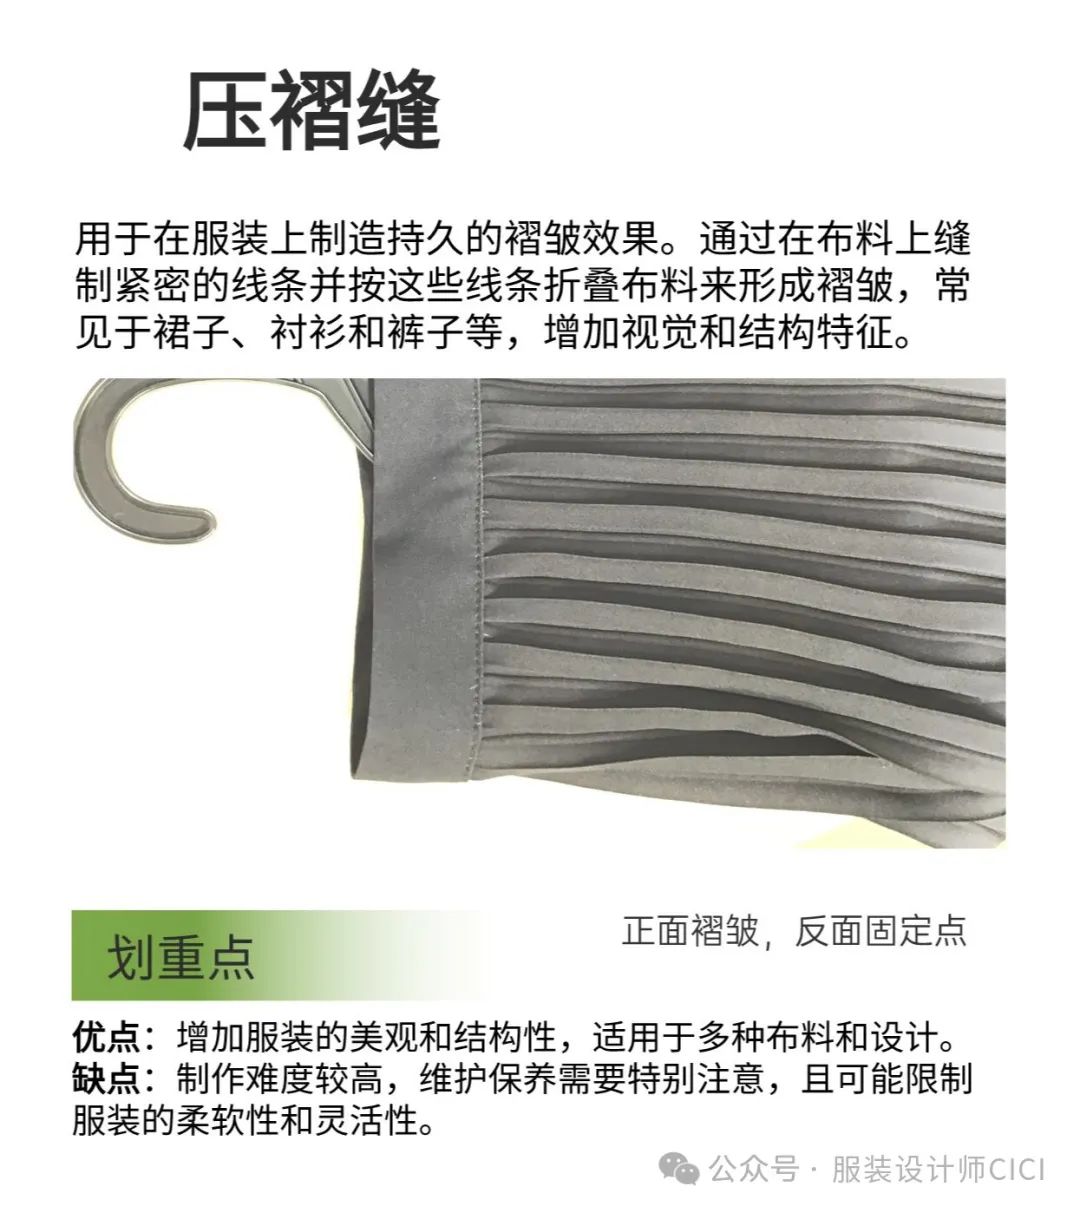 压褶缝
用于在服装上制造持久的褶皱效果。通过在布料上缝
制紧密的线条并按这些线条折叠布料来形成褶皱，常
见于裙子、衬衫和裤子等，增加视觉和结构特征。
划重点
正面褶皱，反面固定点
优点：增加服装的美观和结构性，适用于多种布料和设计。
缺点：制作难度较高，维护保养需要特别注意，且可能限制
服装的柔软性和灵活性。
公众号·服装设计师CICI